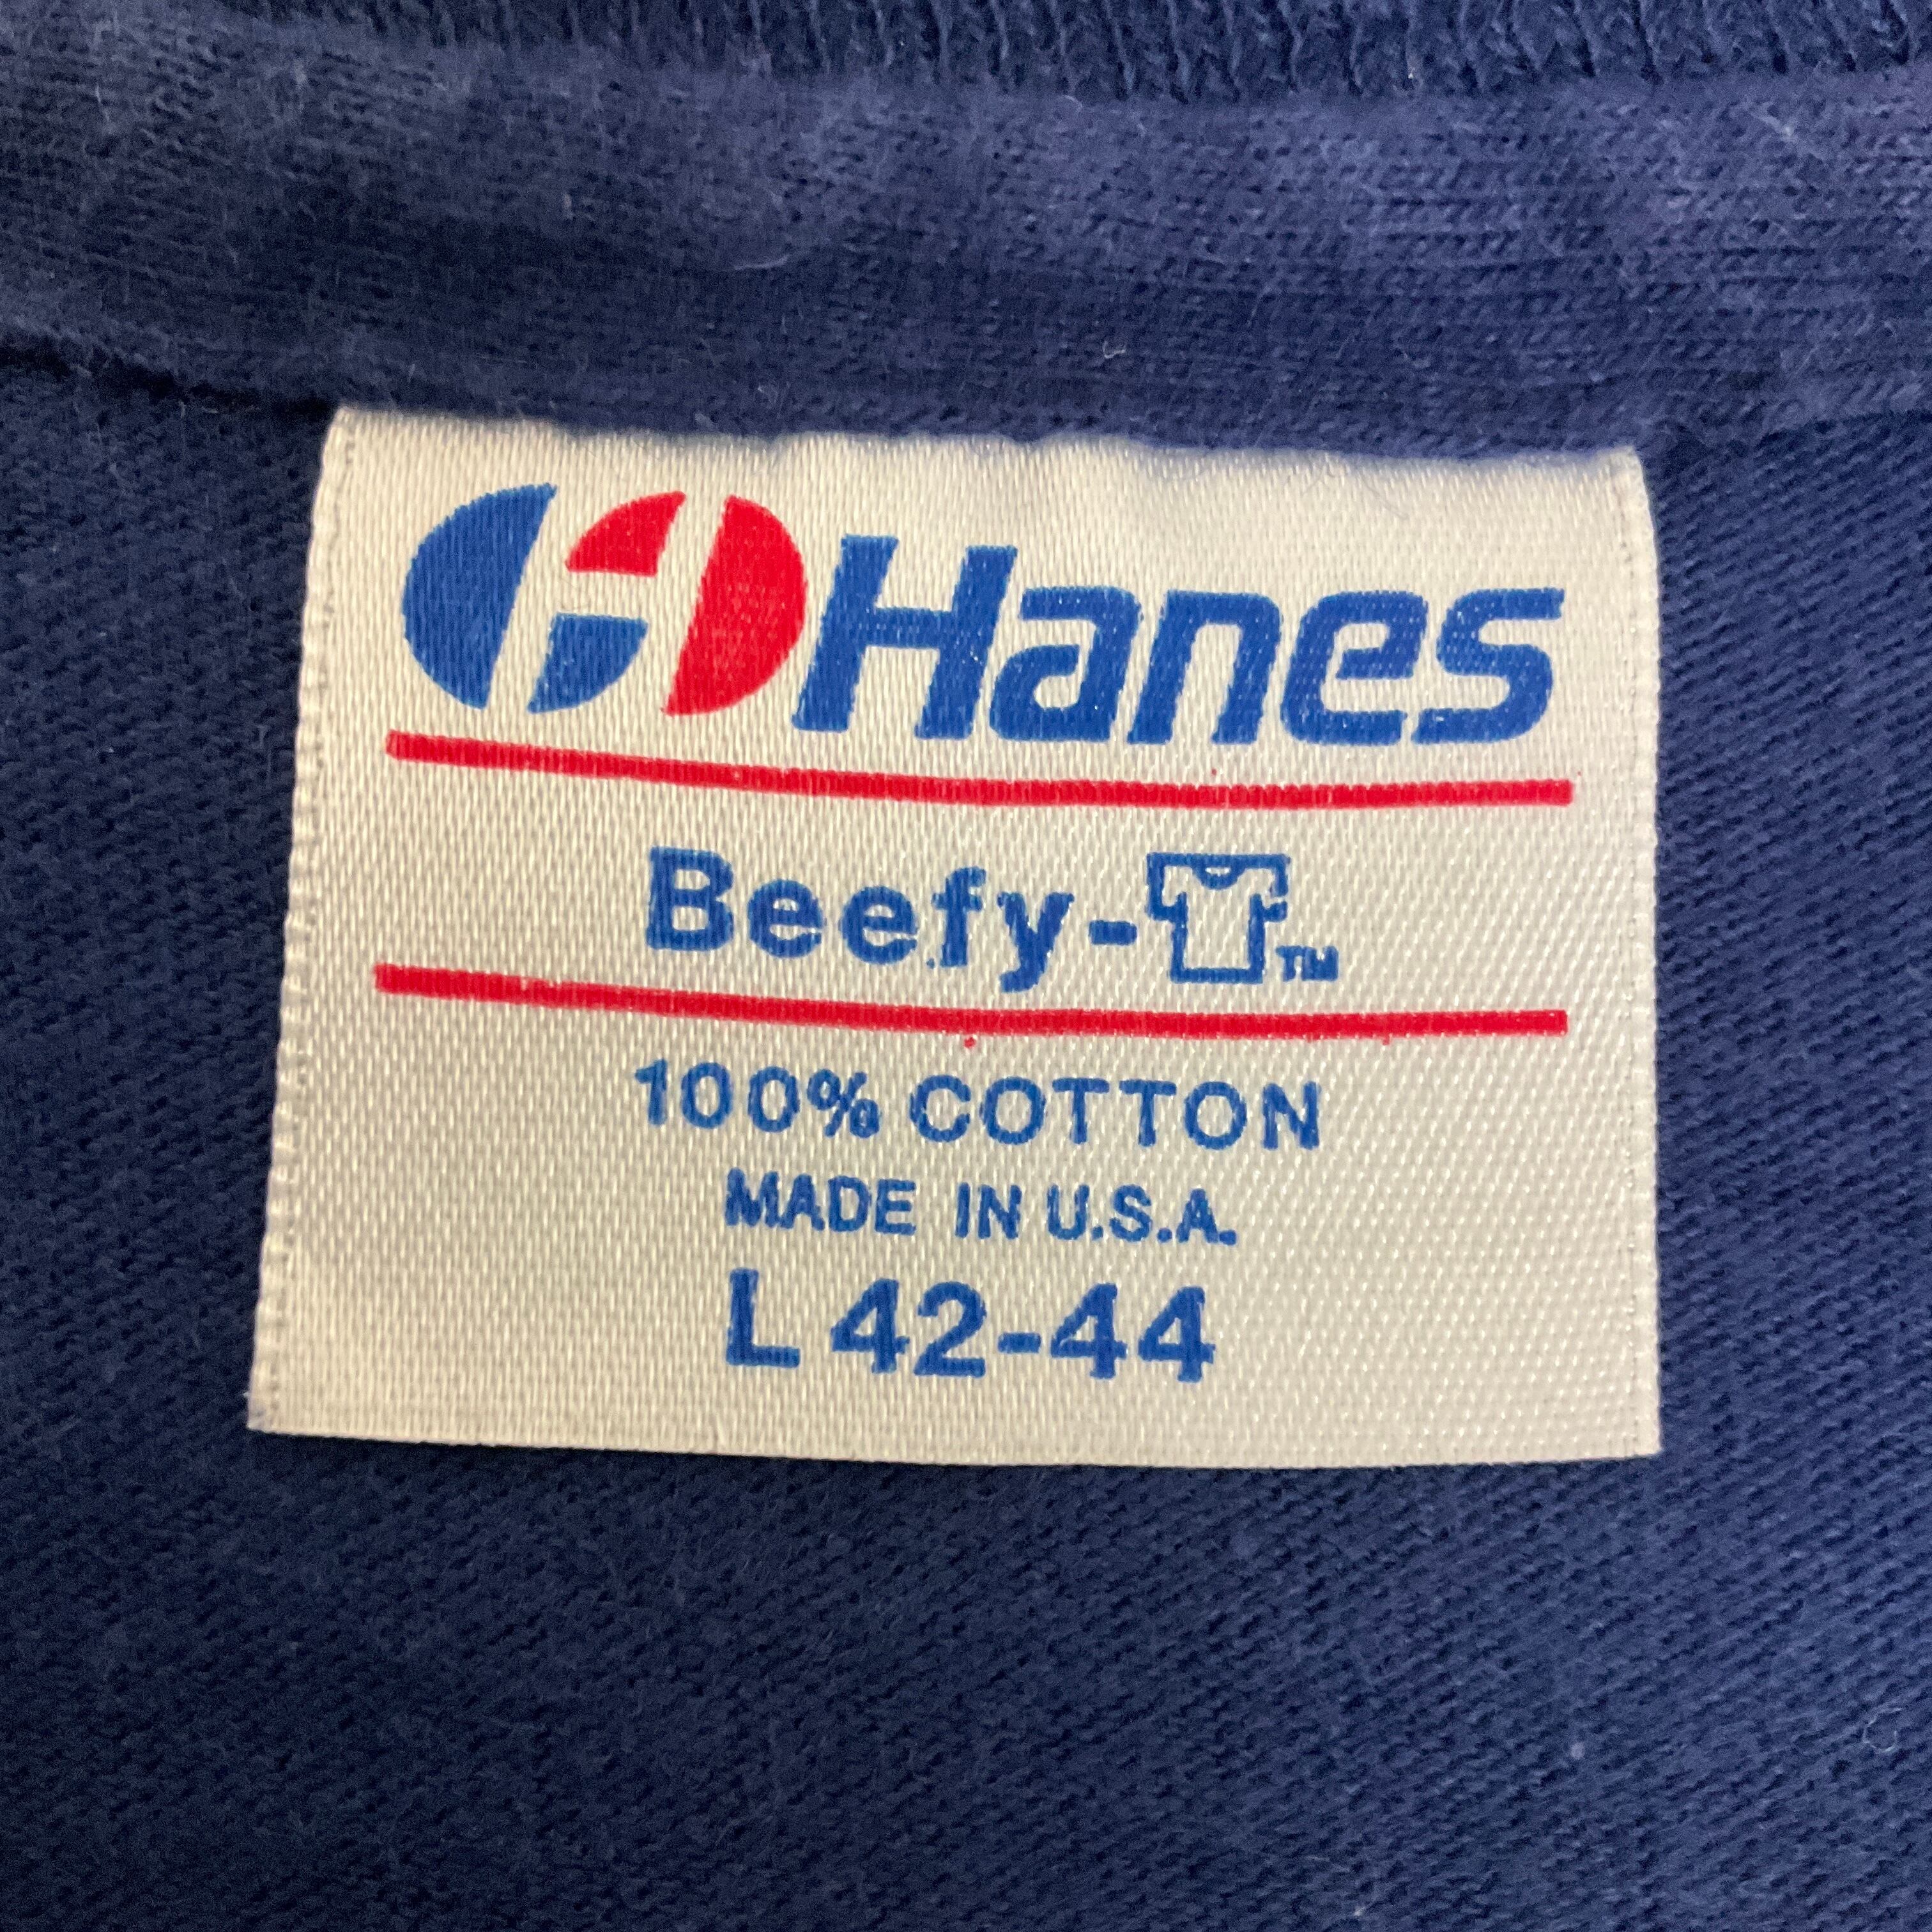 Hanes
Beefy-T™
100% COTTON
MADE IN U.S.A.
L 42-44